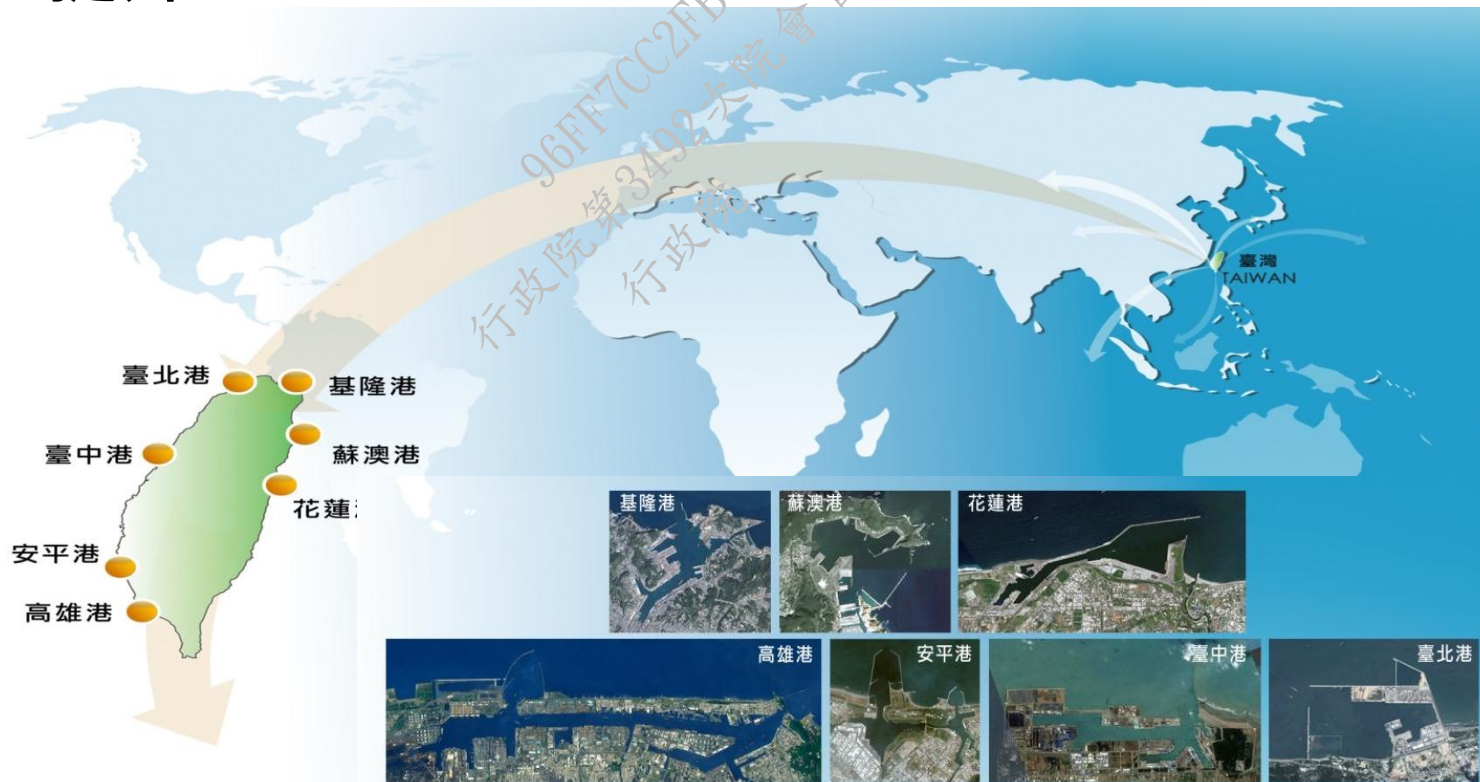 96FF7CC2FB
行政院第3492次院會
行政院
臺灣
TAIWAN
臺北港
基隆港
臺中港
蘇澳港
花蓮
安平港
高雄港
基隆港
蘇澳港
花蓮港
高雄港
安平港
臺中港
臺北港